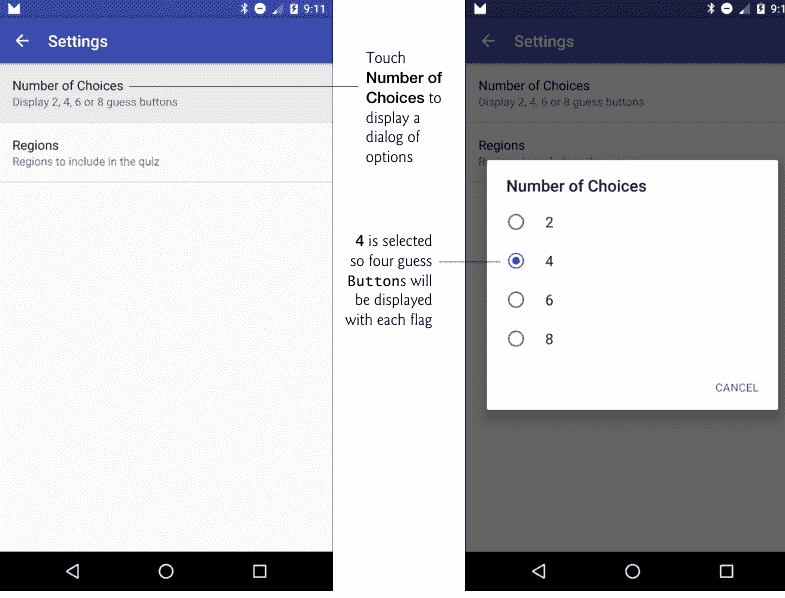 9:11
Settings
Number of Choices
Display 2, 4, 6 or 8 guess buttons
Regions
Regions to include in the quiz
Touch
Number of
Choices to
display a
dialog of
options
4 is selected
so four guess
Buttons will
be displayed
with each flag
Settings
Number of Choices
Display 2, 4, 6 or 8 guess buttons
Regions
Number of Choices
2
4
6
8
CANCEL